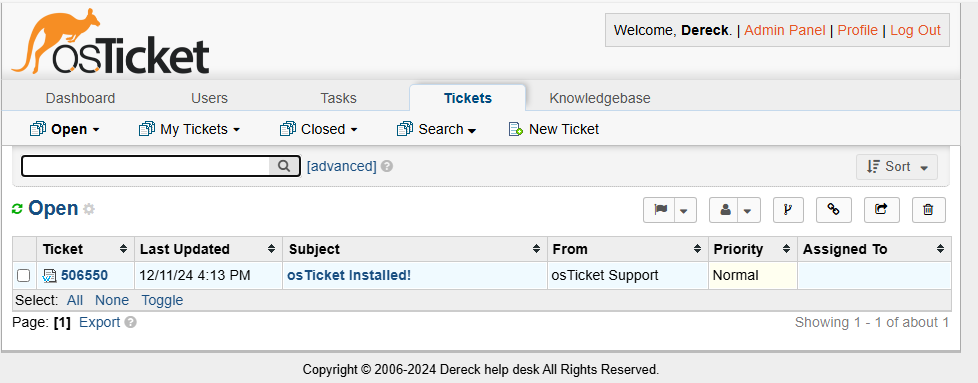 osTicket
Welcome, Dereck. | Admin Panel | Profile | Log Out
Dashboard Users Tasks Tickets Knowledgebase
Open My Tickets Closed Search New Ticket
[advanced] Sort
Open
Ticket Last Updated Subject From Priority Assigned To
506550 12/11/24 4:13 PM osTicket Installed! osTicket Support Normal
Select: All None Toggle
Page: [1] Export Showing 1 - 1 of about 1
Copyright © 2006-2024 Dereck help desk All Rights Reserved.